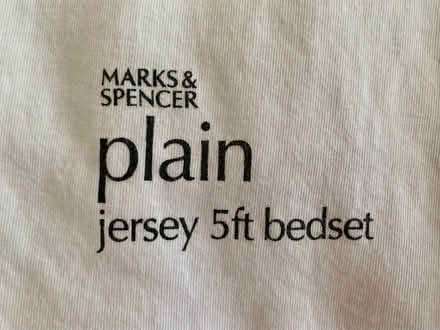 MARKS &
SPENCER
plain
jersey 5ft bedset